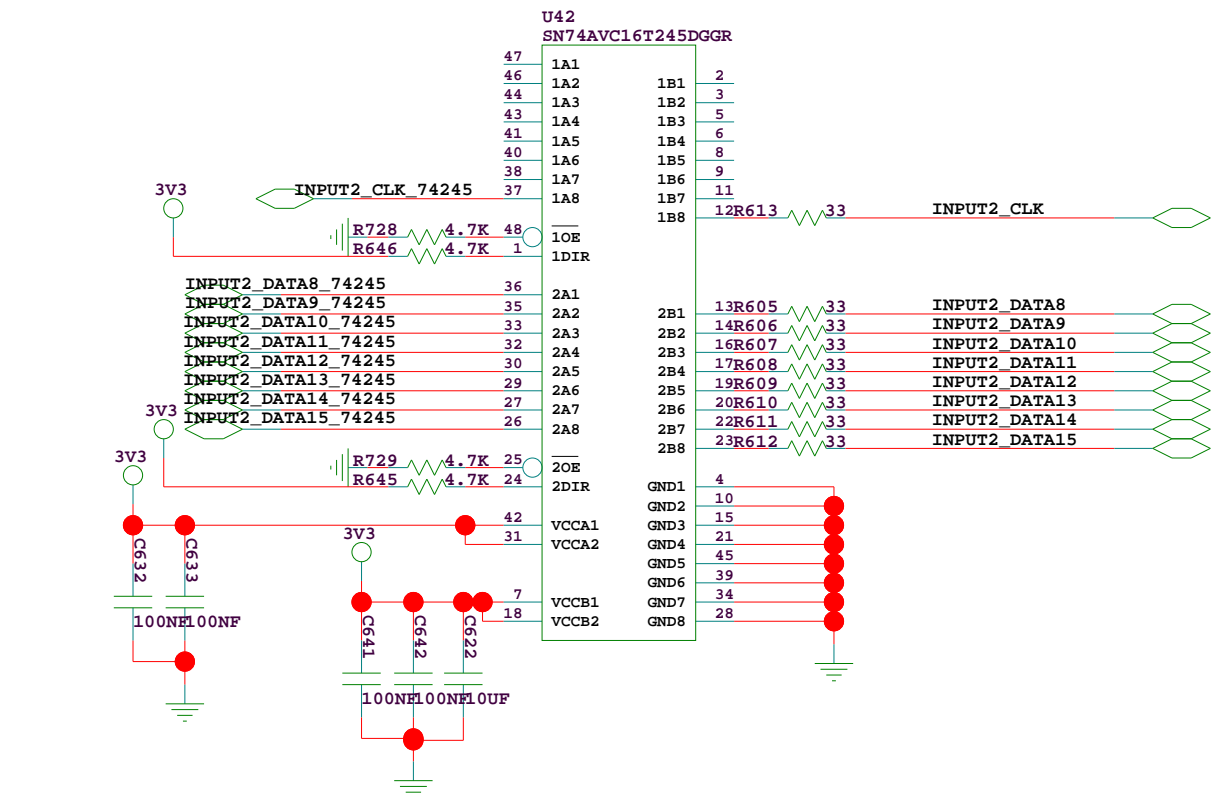 U42
SN74AVC16T245DGGR
47 1A1
46 1A2 1B1 2
44 1A3 1B2 3
43 1A4 1B3 5
41 1A5 1B4 6
40 1A6 1B5 8
38 1A7 1B6 9
3V3 INPUT2_CLK_74245 37 1A8 1B7 11
1B8 12 R613 33 INPUT2_CLK
R728 4.7K 48 1OE
R646 4.7K 1 1DIR
INPUT2_DATA8_74245 36 2A1
INPUT2_DATA9_74245 35 2A2 2B1 13 R605 33 INPUT2_DATA8
INPUT2_DATA10_74245 33 2A3 2B2 14 R606 33 INPUT2_DATA9
INPUT2_DATA11_74245 32 2A4 2B3 16 R607 33 INPUT2_DATA10
INPUT2_DATA12_74245 30 2A5 2B4 17 R608 33 INPUT2_DATA11
INPUT2_DATA13_74245 29 2A6 2B5 19 R609 33 INPUT2_DATA12
INPUT2_DATA14_74245 27 2A7 2B6 20 R610 33 INPUT2_DATA13
3V3 INPUT2_DATA15_74245 26 2A8 2B7 22 R611 33 INPUT2_DATA14
2B8 23 R612 33 INPUT2_DATA15
3V3 R729 4.7K 25 2OE
R645 4.7K 24 2DIR GND1 4
GND2 10
42 VCCA1 GND3 15
3V3 31 VCCA2 GND4 21
C632 C633 GND5 45
GND6 39
7 VCCB1 GND7 34
100NF 100NF 18 VCCB2 GND8 28
C641 C642 C622
100NF 100NF 10UF